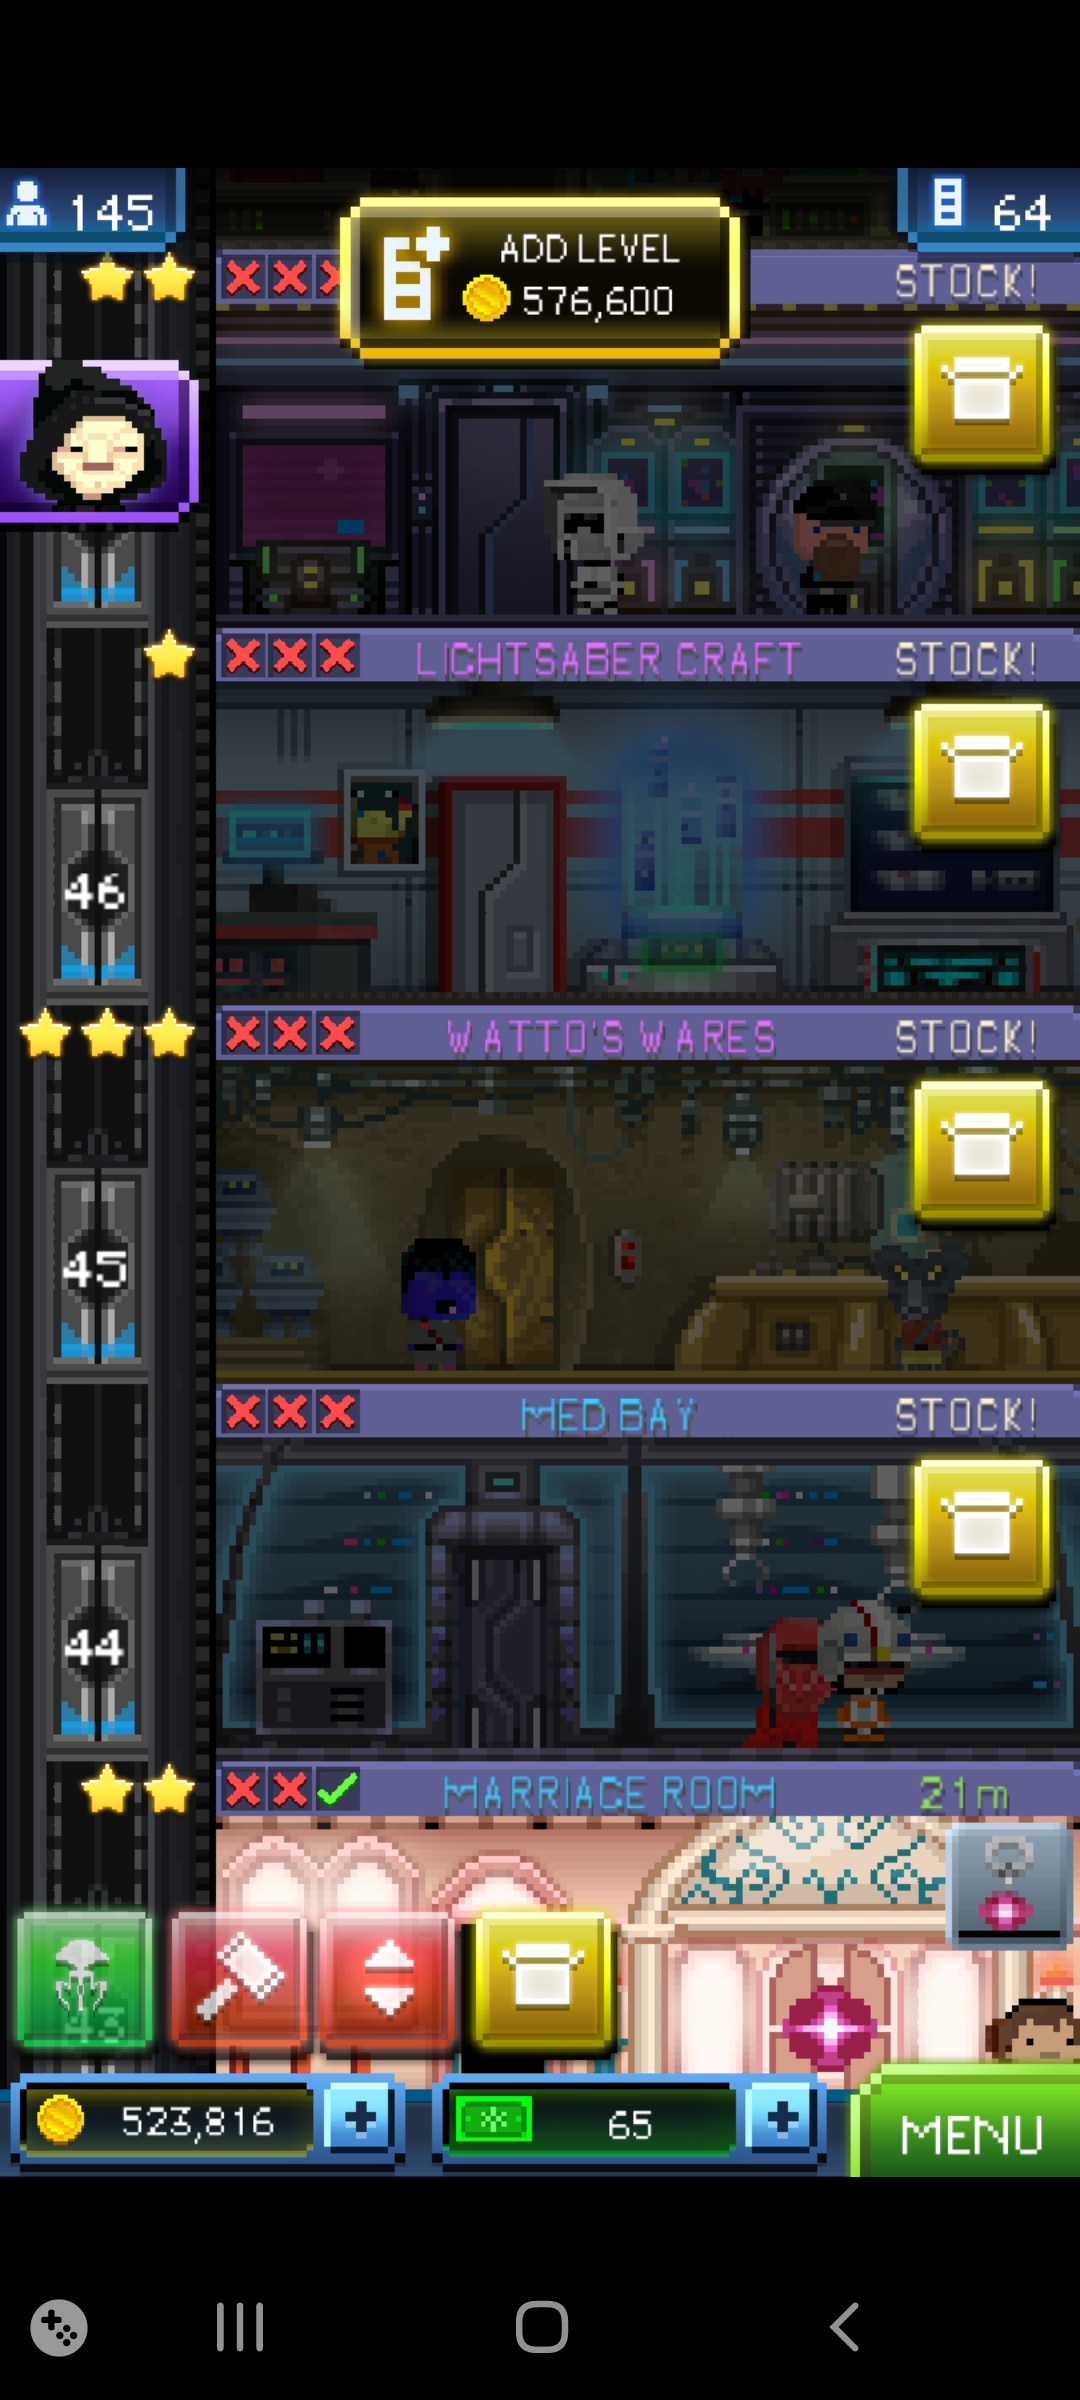 145
64
ADD LEVEL
576,600
STOCK!
LIGHTSABER CRAFT
STOCK!
46
WATTO'S WARES
STOCK!
45
MED BAY
STOCK!
44
MARRIAGE ROOM
21m
43
523,816
65
MENU